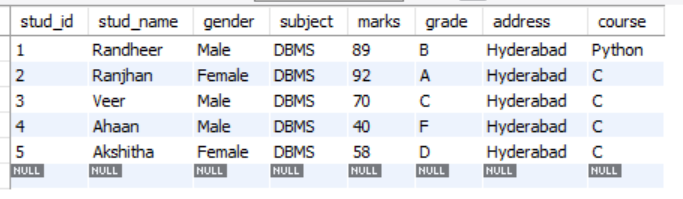 stud_id stud_name gender subject marks grade address course
1 Randheer Male DBMS 89 B Hyderabad Python
2 Ranjhan Female DBMS 92 A Hyderabad C
3 Veer Male DBMS 70 C Hyderabad C
4 Ahaan Male DBMS 40 F Hyderabad C
5 Akshitha Female DBMS 58 D Hyderabad C
NULL NULL NULL NULL NULL NULL NULL NULL